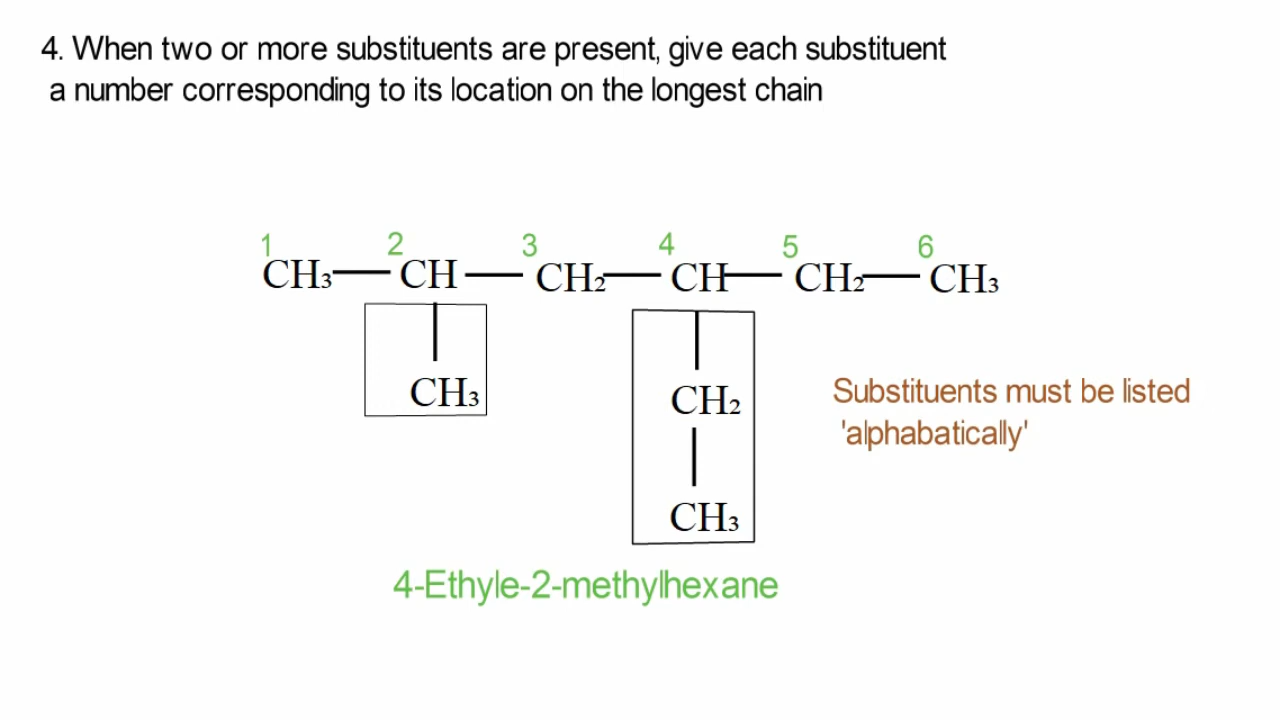 4. When two or more substituents are present, give each substituent
a number corresponding to its location on the longest chain
1 2 3 4 5 6
CH₃ CH CH₂ CH CH₂ CH₃
CH₃ CH₂
CH₃
Substituents must be listed
'alphabatically'
4-Ethyle-2-methylhexane